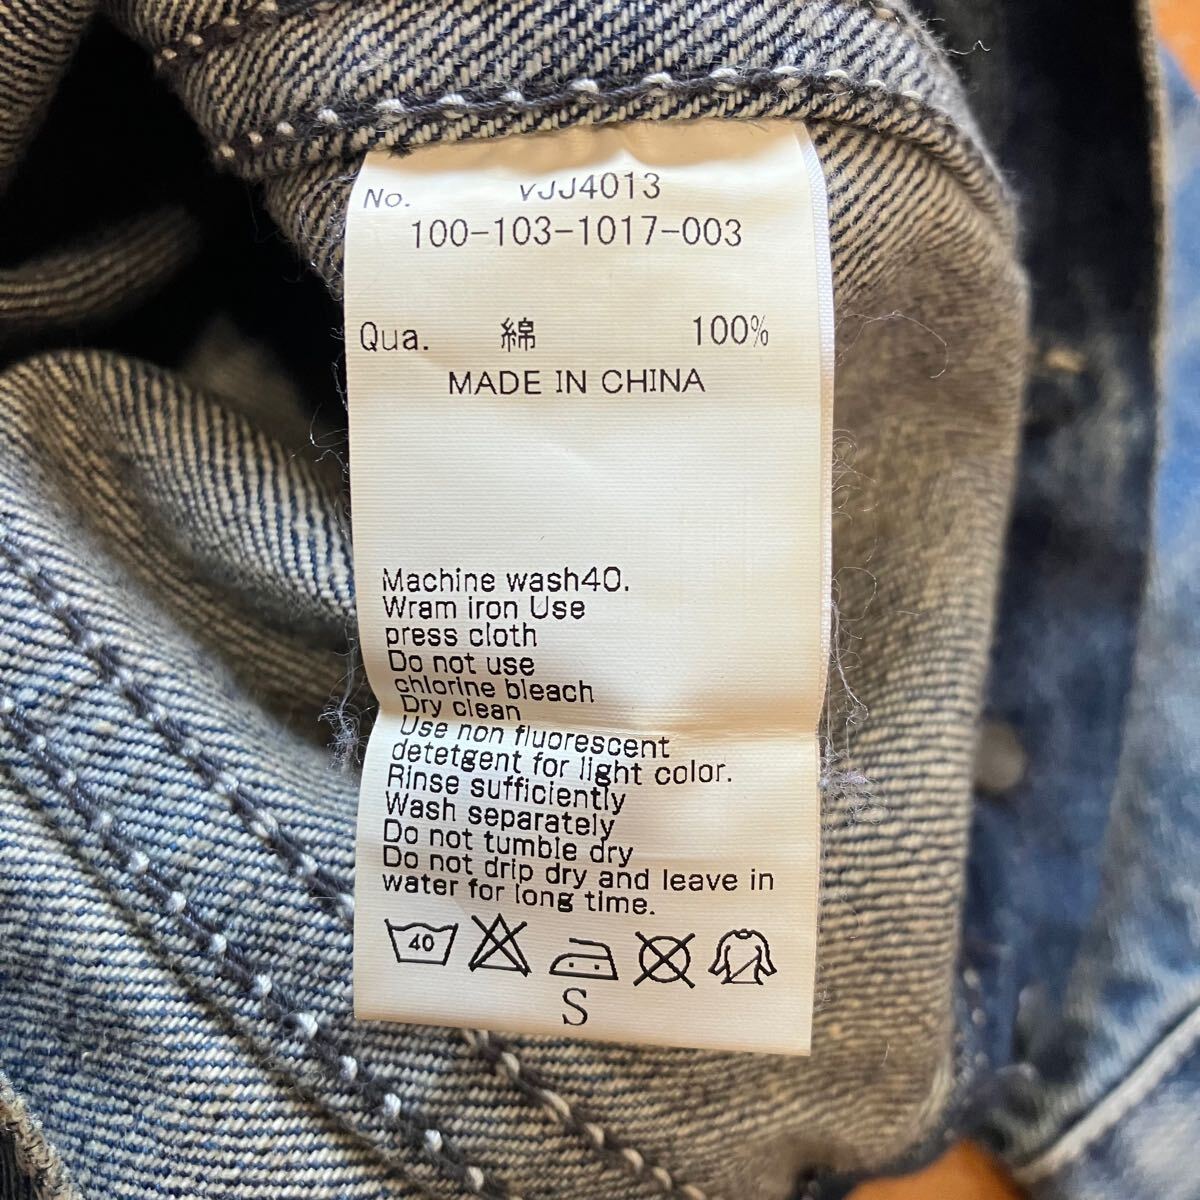 No. VJJ4013
100-103-1017-003
Qua. 綿 100%
MADE IN CHINA
Machine wash40.
Wram iron Use
press cloth
Do not use
chlorine bleach
Dry clean
Use non fluorescent
detetgent for light color.
Rinse sufficiently
Wash separately
Do not tumble dry
Do not drip dry and leave in
water for long time.
40
S